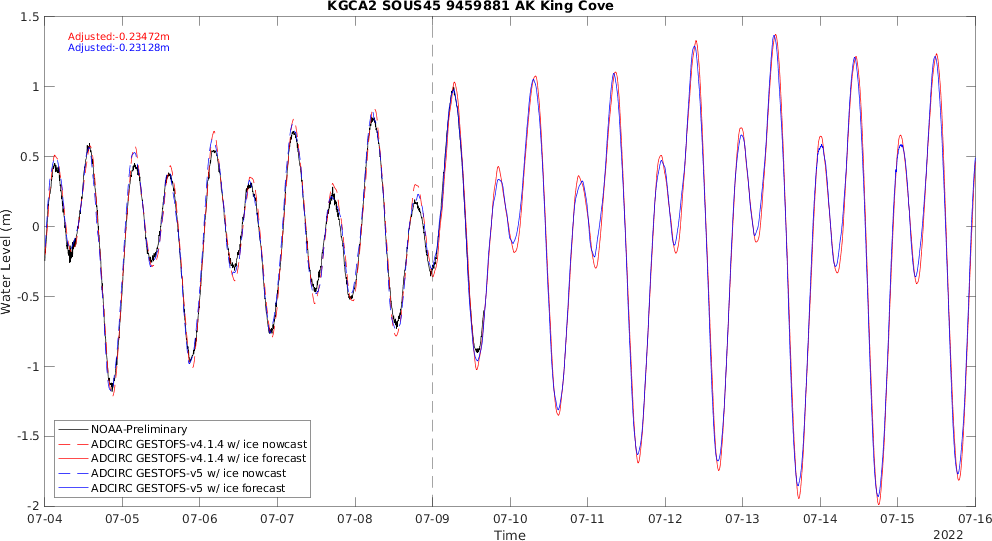 KGCA2 SOUS45 9459881 AK King Cove
Adjusted:-0.23472m
Adjusted:-0.23128m
1.5
1
0.5
0
-0.5
-1
-1.5
-2
Water Level (m)
NOAA-Preliminary
ADCIRC GESTOFS-v4.1.4 w/ ice nowcast
ADCIRC GESTOFS-v4.1.4 w/ ice forecast
ADCIRC GESTOFS-v5 w/ ice nowcast
ADCIRC GESTOFS-v5 w/ ice forecast
07-04 07-05 07-06 07-07 07-08 07-09 07-10 07-11 07-12 07-13 07-14 07-15 07-16
Time
2022